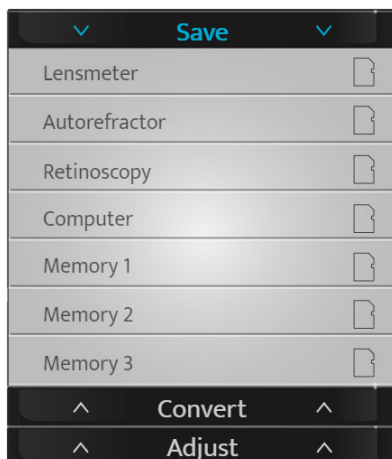 Save
Lensmeter
Autorefractor
Retinoscopy
Computer
Memory 1
Memory 2
Memory 3
Convert
Adjust